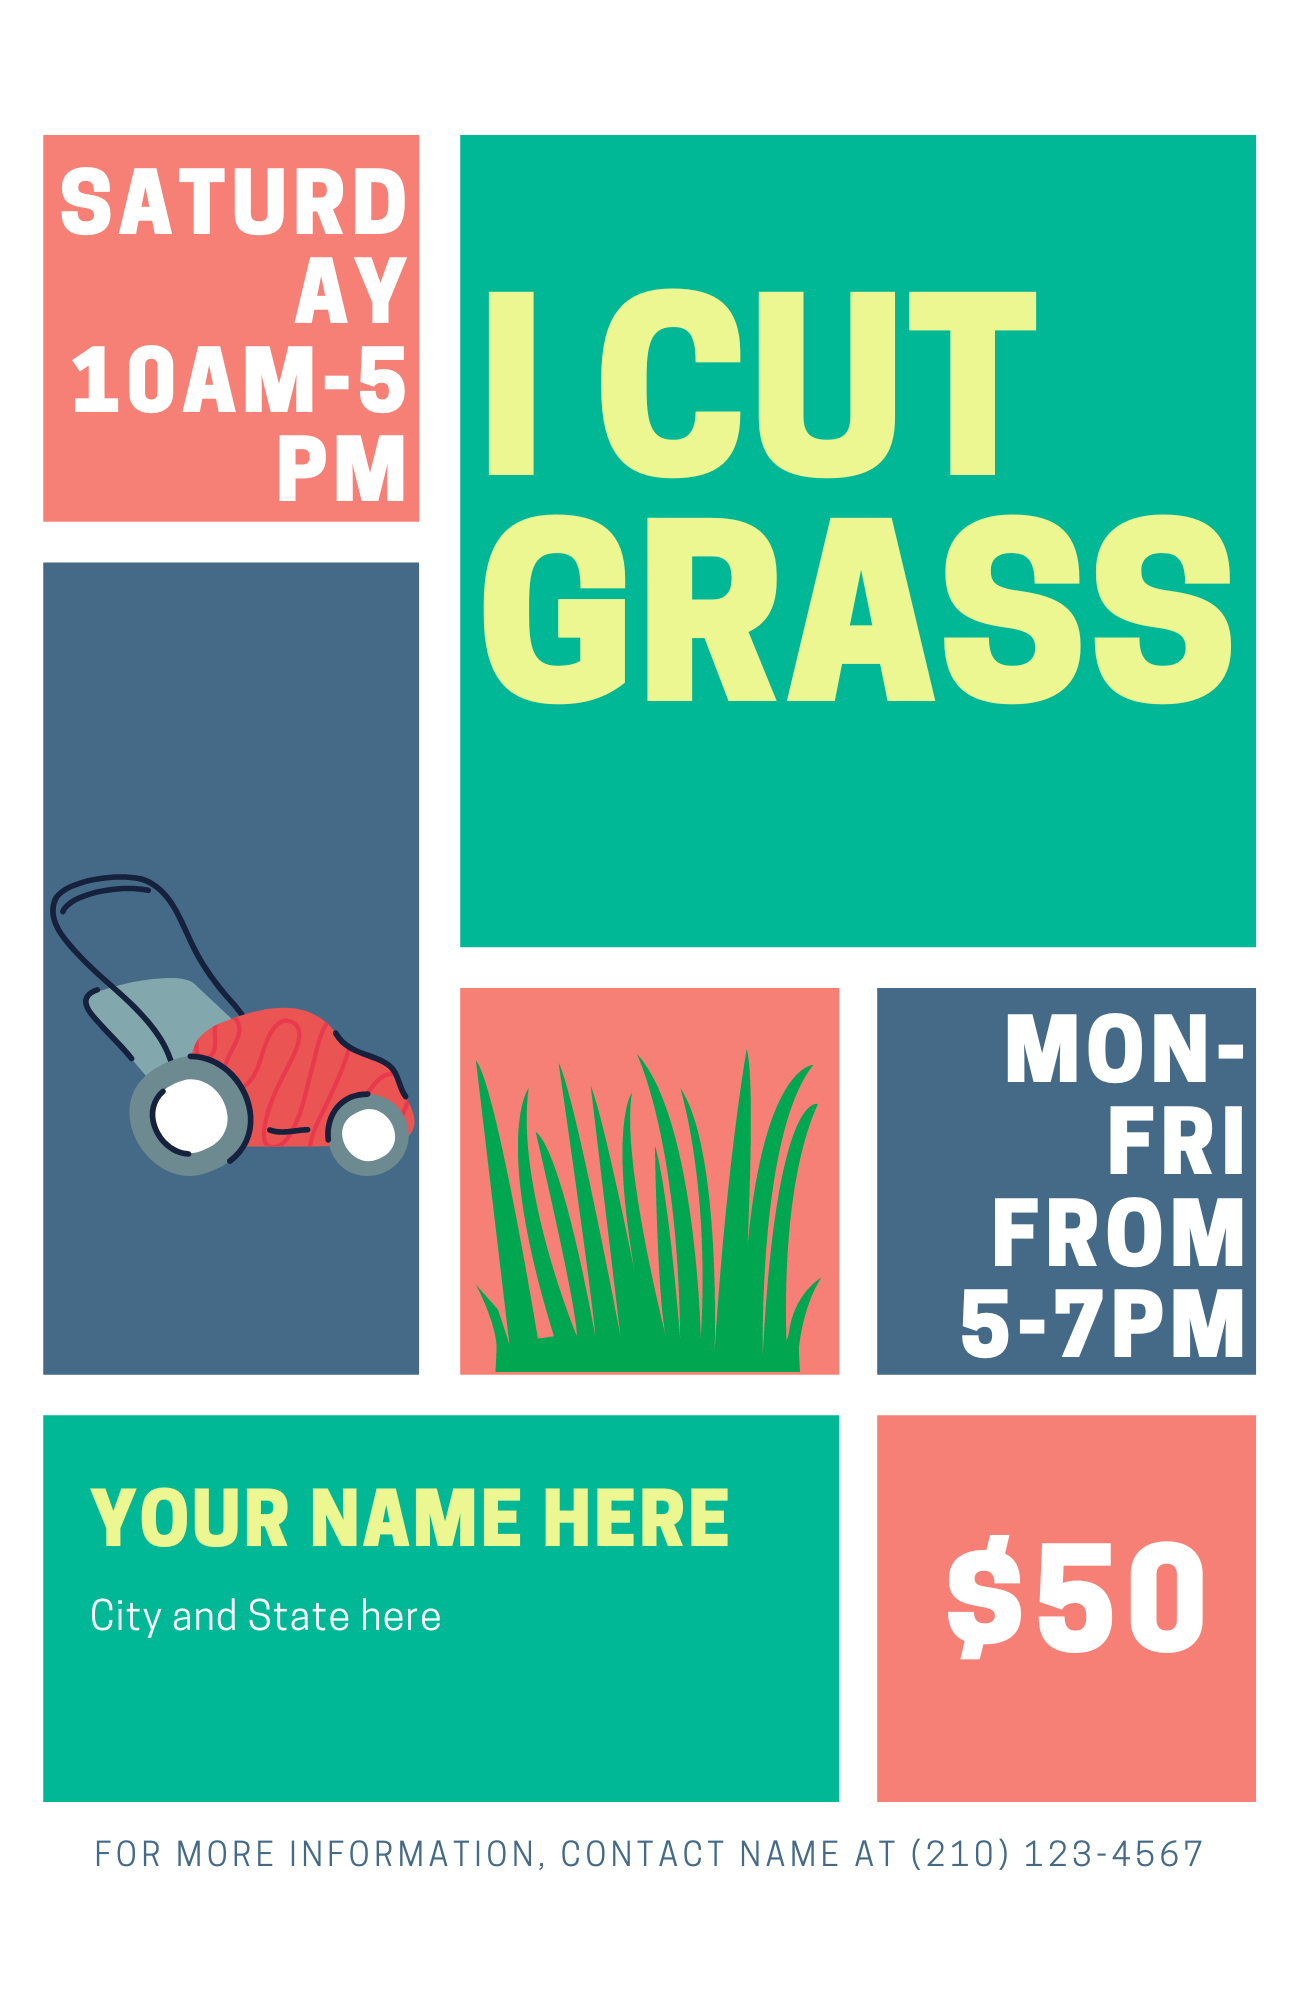 SATURD
AY
10AM-5
PM
I CUT
GRASS
MON-
FRI
FROM
5-7PM
YOUR NAME HERE
City and State here
$50
FOR MORE INFORMATION, CONTACT NAME AT (210) 123-4567